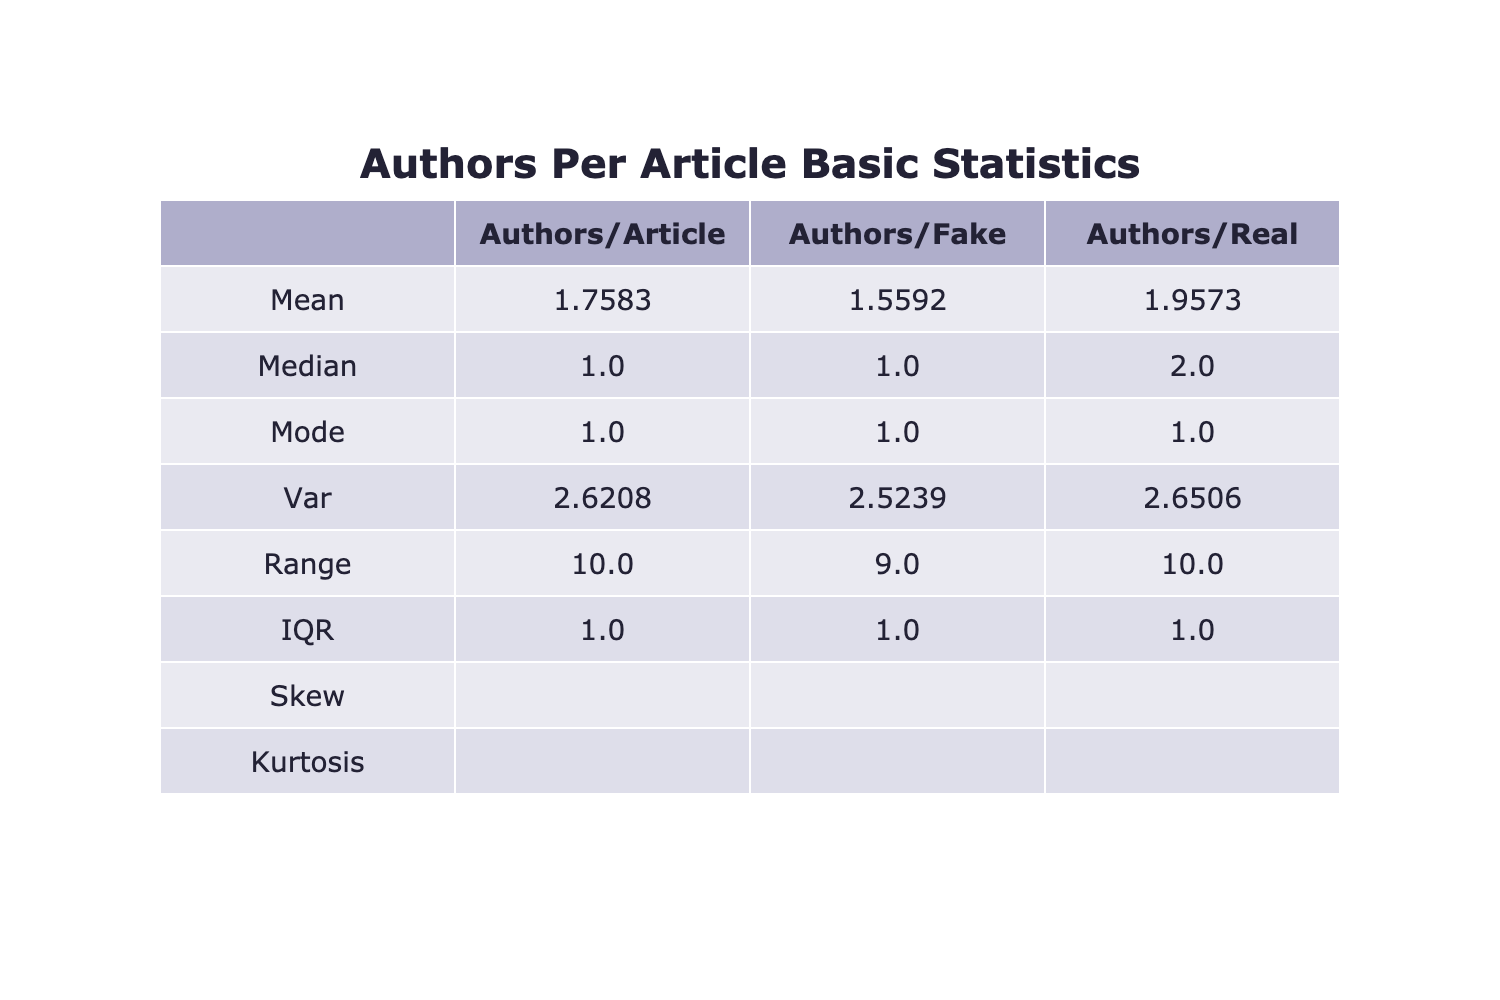 Authors Per Article Basic Statistics
Authors/Article Authors/Fake Authors/Real
Mean 1.7583 1.5592 1.9573
Median 1.0 1.0 2.0
Mode 1.0 1.0 1.0
Var 2.6208 2.5239 2.6506
Range 10.0 9.0 10.0
IQR 1.0 1.0 1.0
Skew
Kurtosis